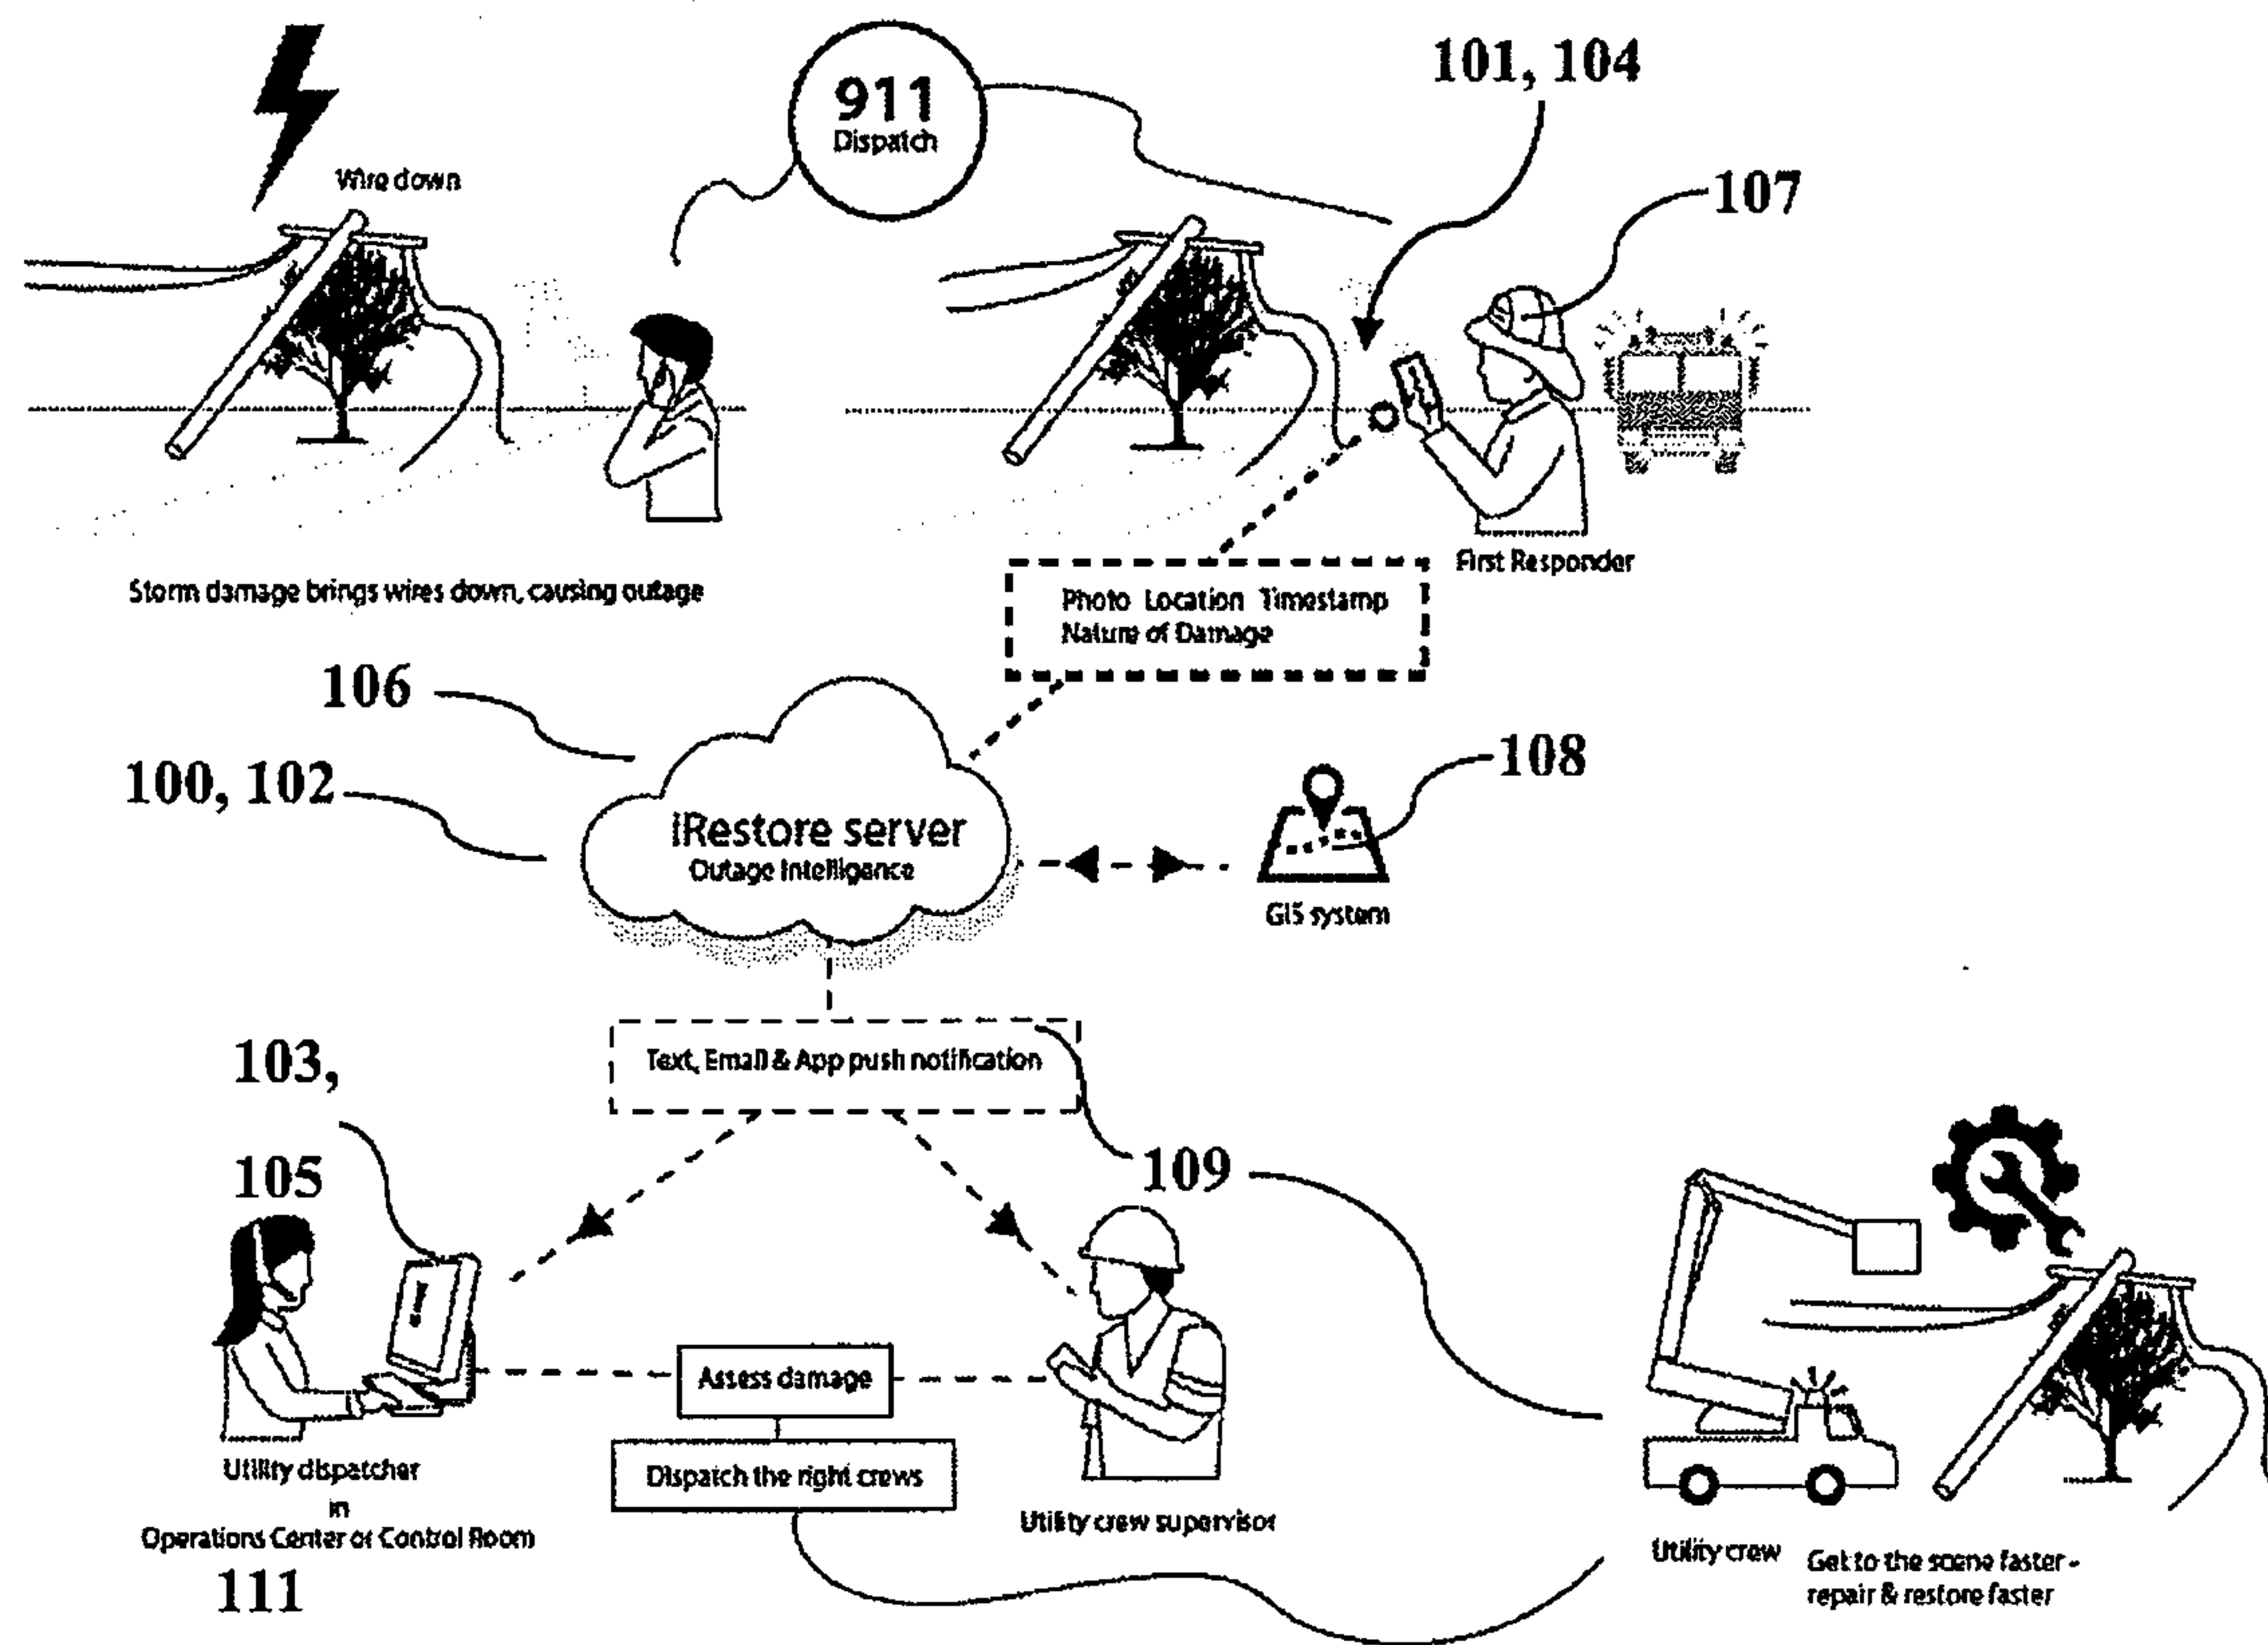 911
Dispatch
101, 104
Wire down
107
First Responder
Storm damage brings wires down, causing outage
Photo Location Timestamp
Nature of Damage
106
100, 102
108
iRestore server
Outage Intelligence
GIS system
103,
Text, Email & App push notification
105
109
Assess damage
Dispatch the right crews
Utility dispatcher
in
Operations Center or Control Room
111
Utility crew supervisor
Utility crew
Get to the scene faster -
repair & restore faster